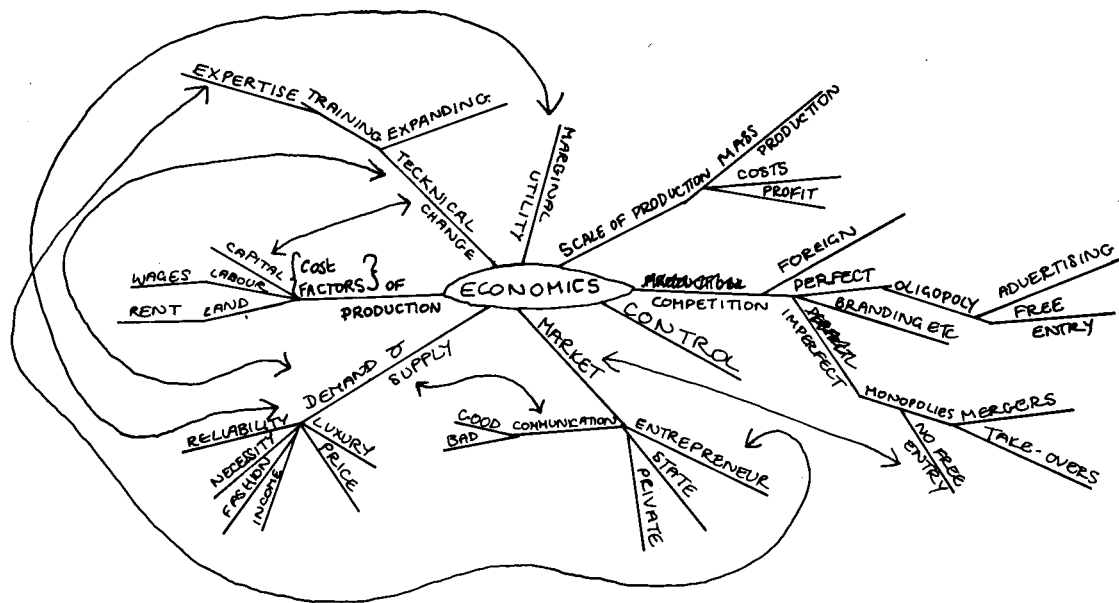 EXPERTISE
TRAINING
EXPANDING
TECKNICAL
CHANGE
MARGINAL
UTILITY
SCALE OF PRODUCTION
MASS
PRODUCTION
COSTS
PROFIT
FOREIGN
CAPITAL
WAGES LABOUR
RENT LAND
{COST
FACTORS} OF
PRODUCTION
ECONOMICS
COMPETITION
PERFECT
OLIGOPOLY
ADVERTISING
FREE
ENTRY
BRANDING ETC
IMPERFECT
MONOPOLIES
MERGERS
TAKE-OVERS
NO FREE
ENTRY
CONTROL
MARKET
DEMAND &
SUPPLY
RELIABILITY
NECESSITY
FASHION
INCOME
LUXURY
PRICE
GOOD COMMUNICATION
BAD
ENTREPRENEUR
STATE
PRIVATE